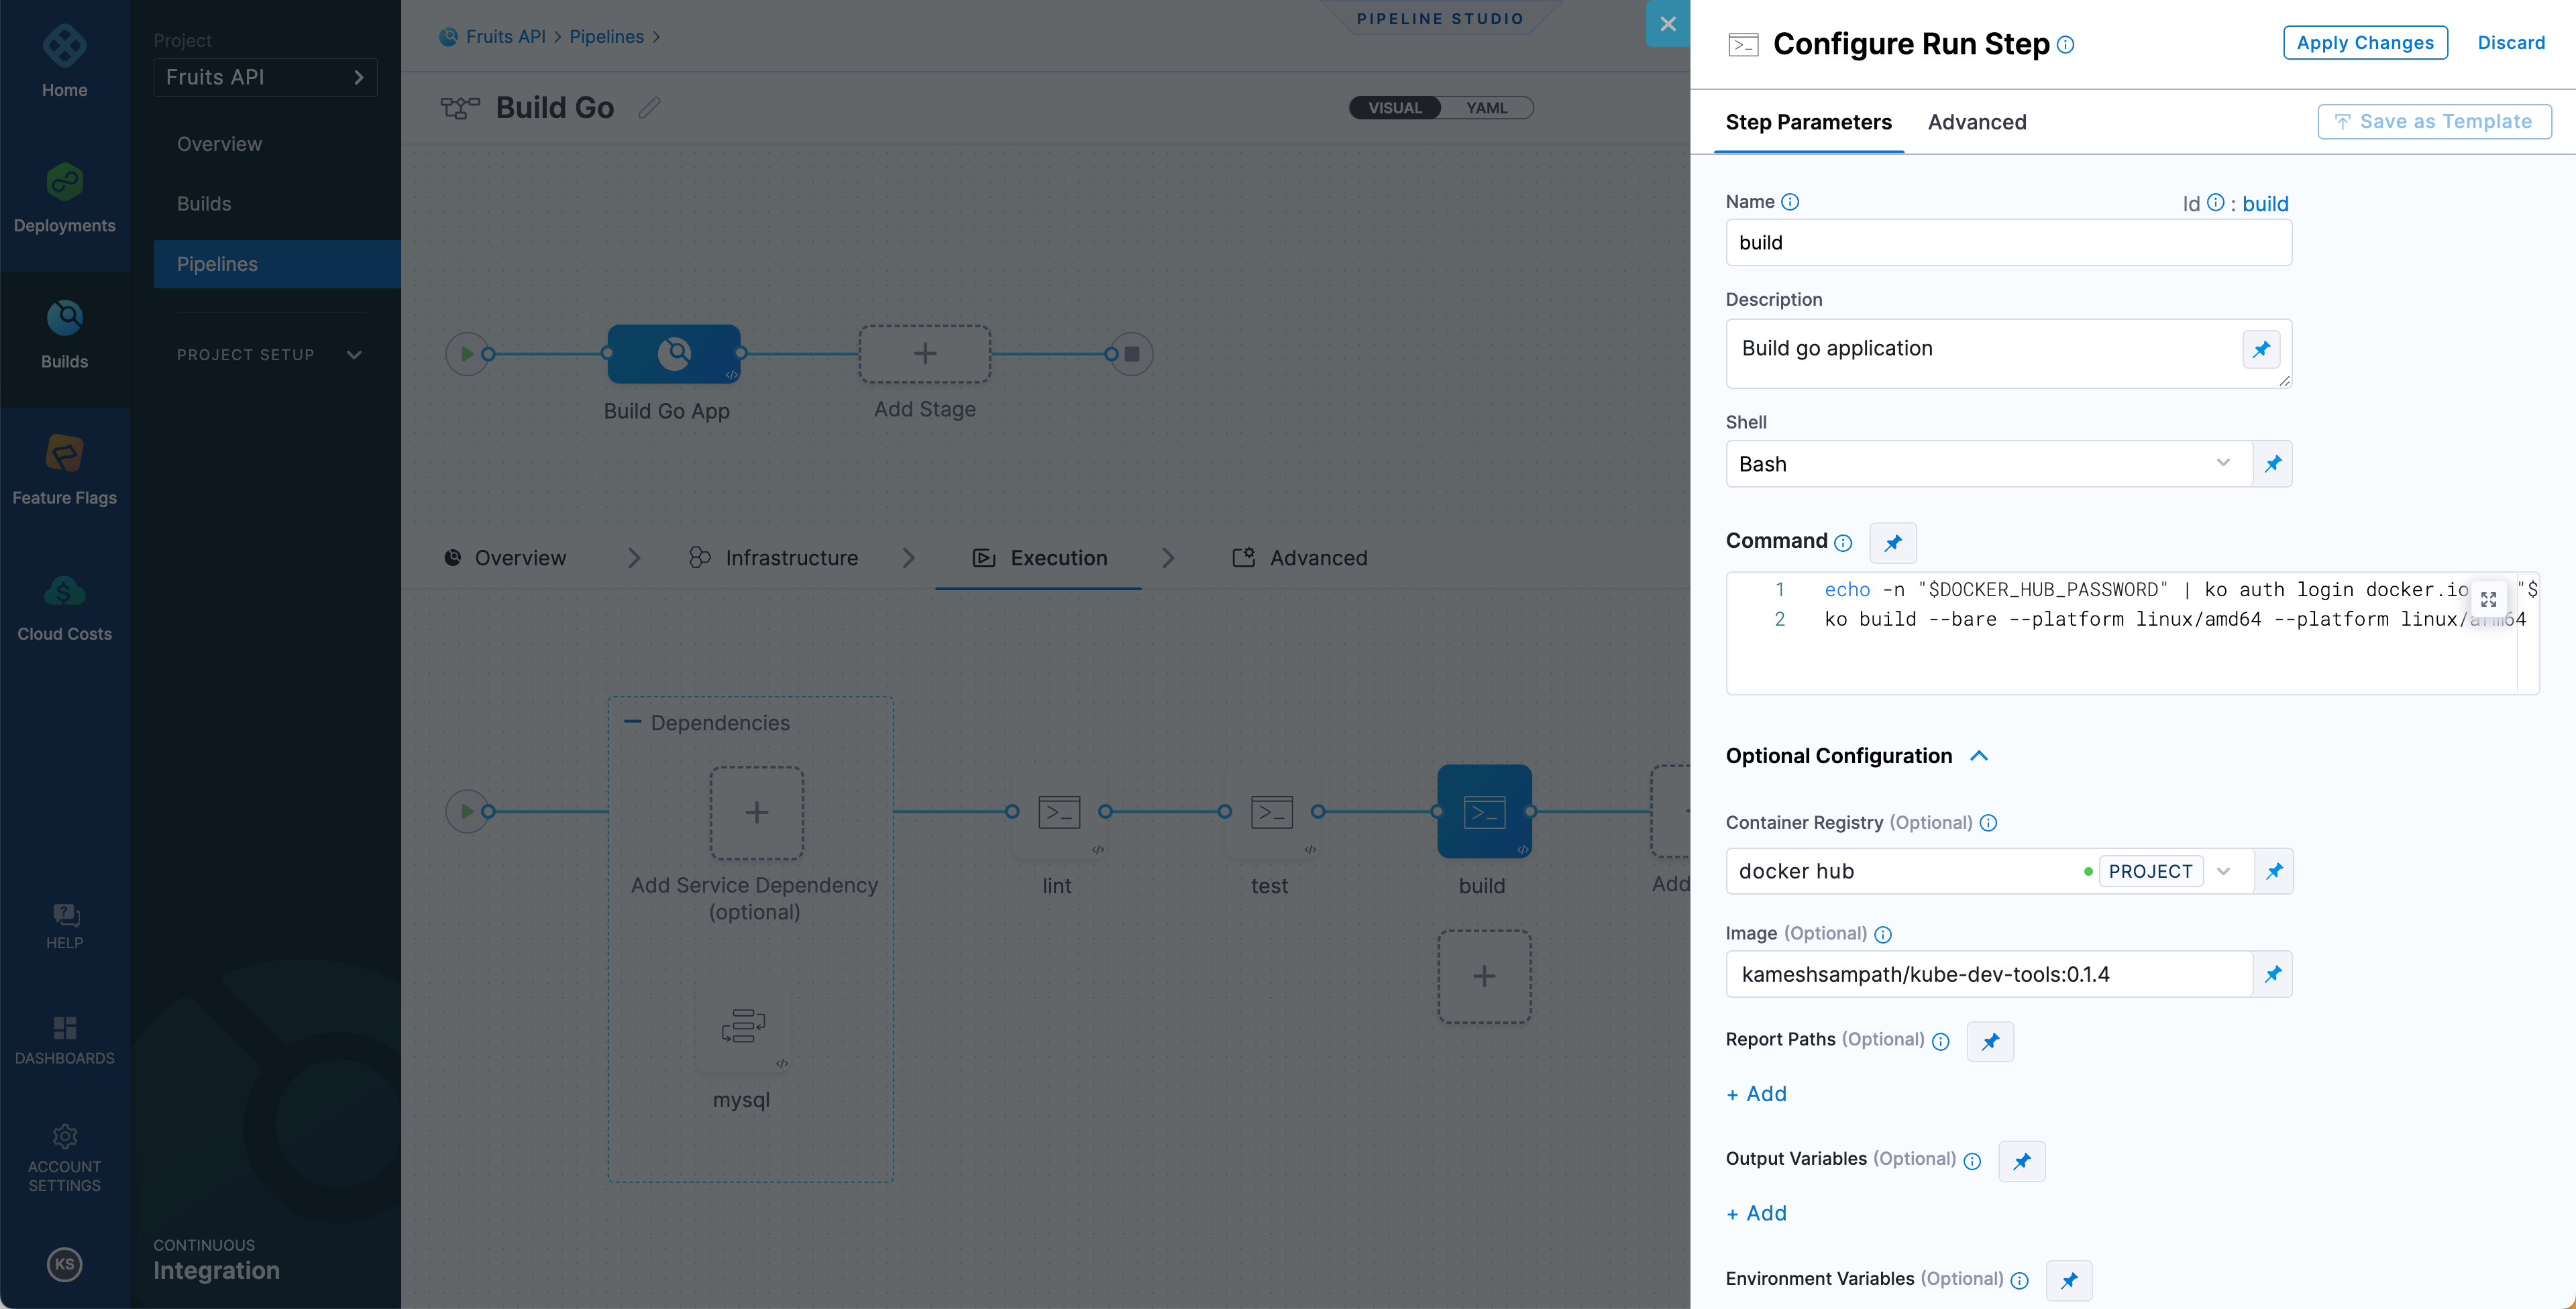 Home
Deployments
Builds
Feature Flags
Cloud Costs
HELP
DASHBOARDS
ACCOUNT
SETTINGS
KS
Project
Fruits API
Overview
Builds
Pipelines
PROJECT SETUP
CONTINUOUS
Integration
Fruits API > Pipelines >
PIPELINE STUDIO
Build Go
VISUAL YAML
Build Go App
Add Stage
Overview
Infrastructure
Execution
Advanced
Dependencies
Add Service Dependency
(optional)
mysql
lint
test
build
Add
Configure Run Step
Apply Changes
Discard
Step Parameters
Advanced
Save as Template
Name
Id : build
build
Description
Build go application
Shell
Bash
Command
1 echo -n "$DOCKER_HUB_PASSWORD" | ko auth login docker.io "$
2 ko build --bare --platform linux/amd64 --platform linux/arm64
Optional Configuration
Container Registry (Optional)
docker hub PROJECT
Image (Optional)
kameshsampath/kube-dev-tools:0.1.4
Report Paths (Optional)
+ Add
Output Variables (Optional)
+ Add
Environment Variables (Optional)